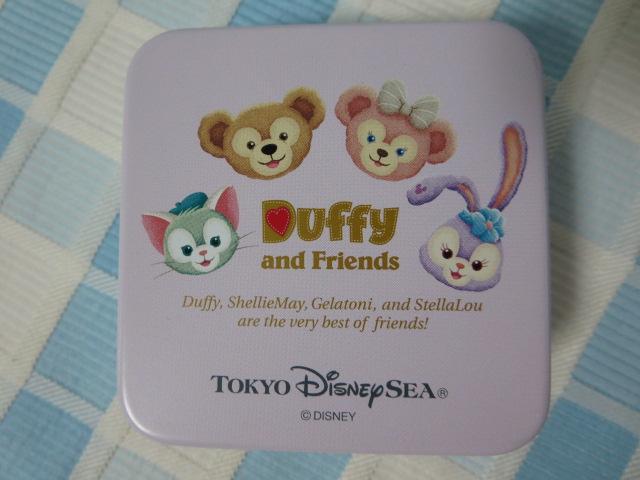 Duffy
and Friends
Duffy, ShellieMay, Gelatoni, and StellaLou
are the very best of friends!
TOKYO DISNEYSEA®
© DISNEY